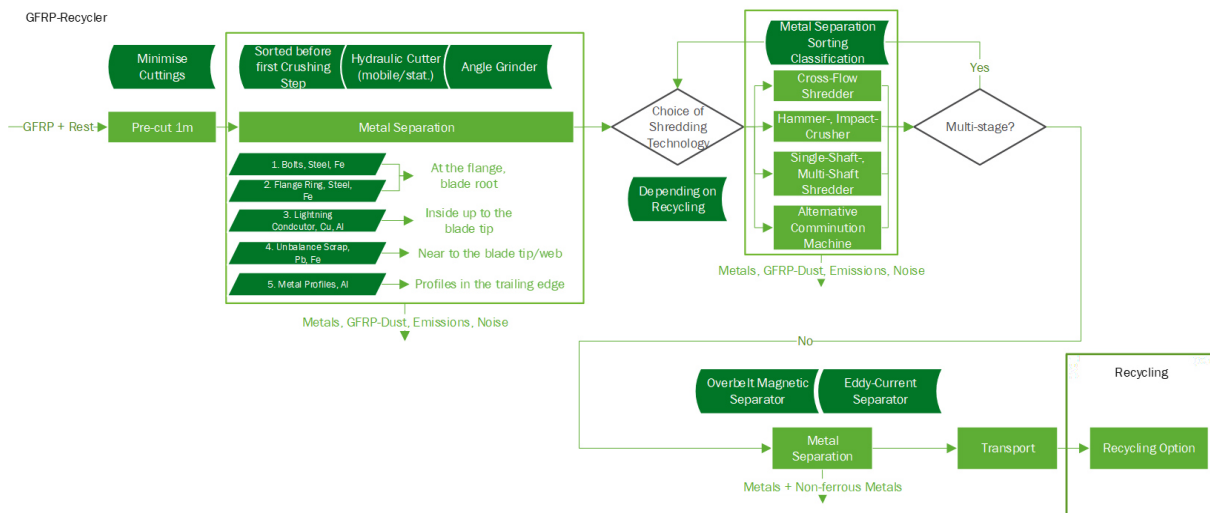 GFRP-Recycler
Minimise
Cuttings
Sorted before
first Crushing
Step
Hydraulic Cutter
(mobile/stat.)
Angle Grinder
GFRP + Rest
Pre-cut 1m
Metal Separation
1. Bolts, Steel, Fe
2. Flange Ring, Steel,
Fe
At the flange,
blade root
3. Lightning
Condcutor, Cu, Al
Inside up to the
blade tip
4. Unbalance Scrap,
Pb, Fe
Near to the blade tip/web
5. Metal Profiles, Al
Profiles in the trailing edge
Metals, GFRP-Dust, Emissions, Noise
Choice of
Shredding
Technology
Depending on
Recycling
Metal Separation
Sorting
Classification
Cross-Flow
Shredder
Hammer-, Impact-
Crusher
Single-Shaft-,
Multi-Shaft
Shredder
Alternative
Comminution
Machine
Metals, GFRP-Dust, Emissions, Noise
Yes
Multi-stage?
No
Overbelt Magnetic
Separator
Eddy-Current
Separator
Metal
Separation
Metals + Non-ferrous Metals
Transport
Recycling
Recycling Option